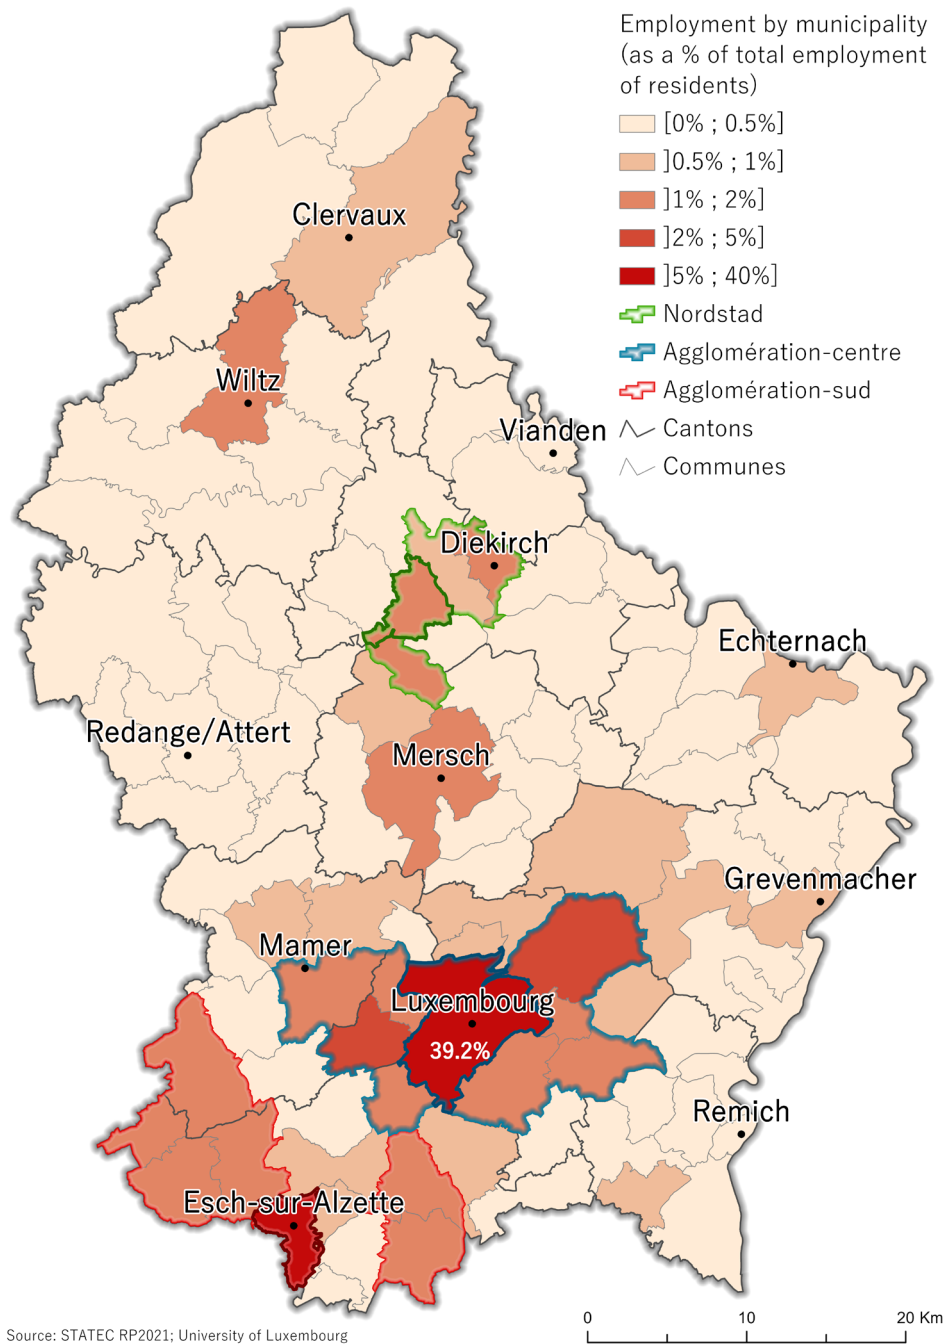 Employment by municipality
(as a % of total employment
of residents)
[0% ; 0.5%]
]0.5% ; 1%]
]1% ; 2%]
]2% ; 5%]
]5% ; 40%]
Nordstad
Agglomération-centre
Agglomération-sud
Cantons
Communes
Clervaux
Wiltz
Vianden
Diekirch
Echternach
Redange/Attert
Mersch
Grevenmacher
Mamer
Luxembourg
39.2%
Remich
Esch-sur-Alzette
0 10 20 Km
Source: STATEC RP2021; University of Luxembourg